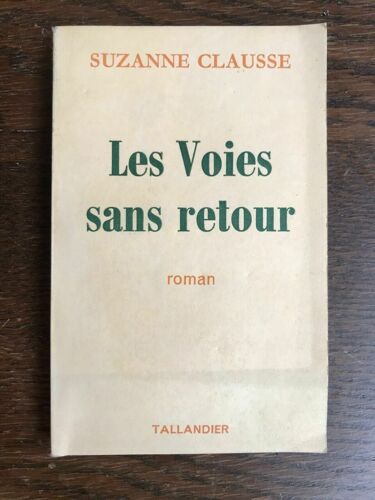 SUZANNE CLAUSSE
Les Voies
sans retour
roman
TALLANDIER